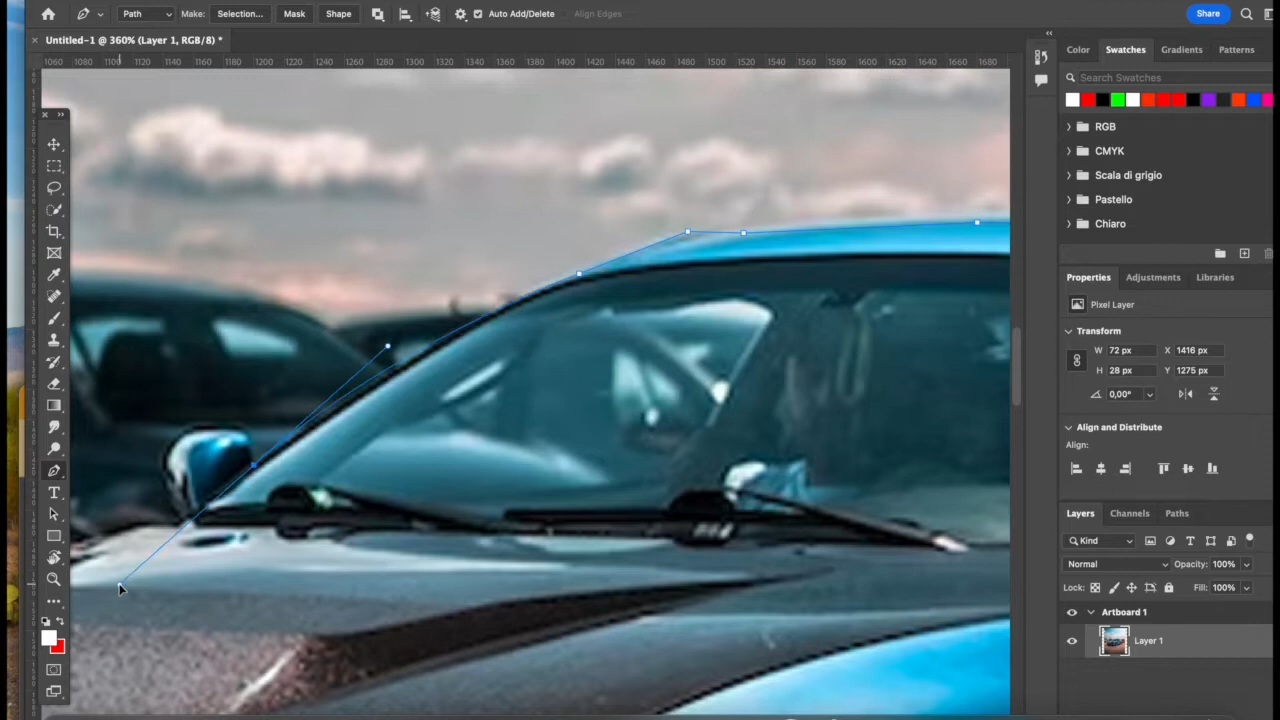 Path
Make:
Selection...
Mask
Shape
Auto Add/Delete
Align Edges
Share
Untitled-1 @ 360% (Layer 1, RGB/8) *
1060 1080 1100 1120 1140 1160 1180 1200 1220 1240 1260 1280 1300 1320 1340 1360 1380 1400 1420 1440 1460 1480 1500 1520 1540 1560 1580 1600 1620 1640 1660 1680
Color Swatches Gradients Patterns
Search Swatches
RGB
CMYK
Scala di grigio
Pastello
Chiaro
Properties Adjustments Libraries
Pixel Layer
Transform
W 72 px X 1416 px
H 28 px Y 1275 px
0,00°
Align and Distribute
Align:
Layers Channels Paths
Kind
Normal Opacity: 100%
Lock: Fill: 100%
Artboard 1
Layer 1